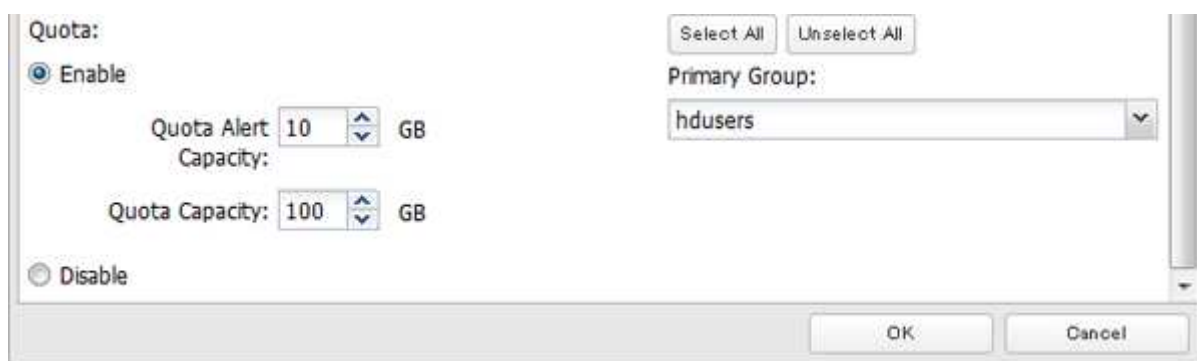 Quota:
Enable
Quota Alert Capacity: 10 GB
Quota Capacity: 100 GB
Disable
Select All Unselect All
Primary Group:
hdusers
OK Cancel